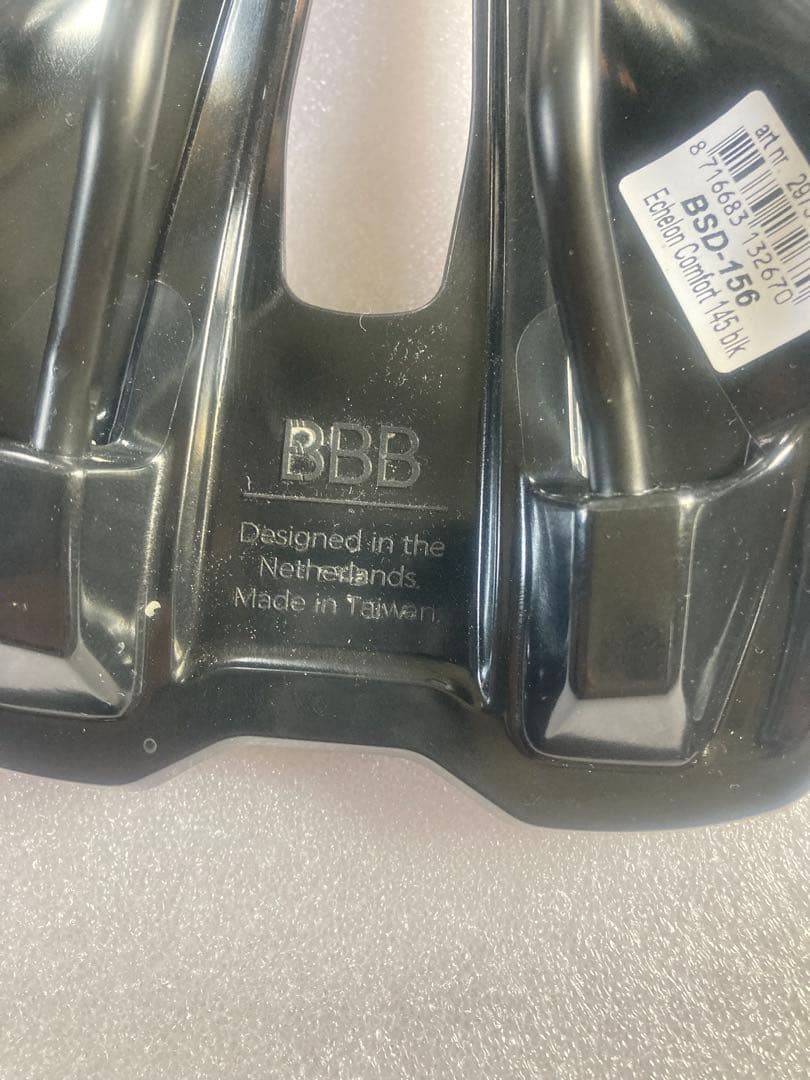 art.nr. 297
8 716683 132670
BSD-156
Echelon Comfort 145 blk
BBB
Designed in the
Netherlands.
Made in Taiwan.